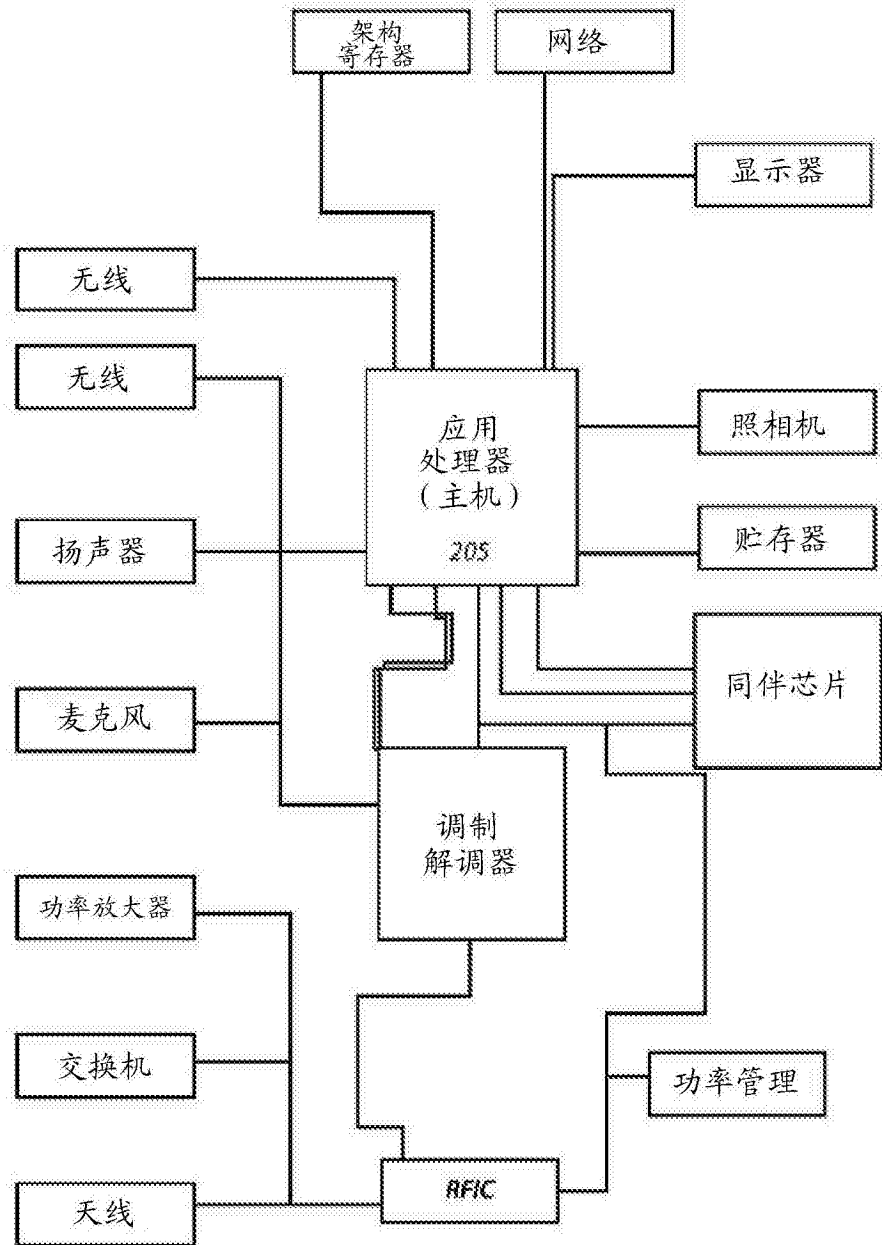 架构
寄存器
网络
显示器
无线
无线
应用
处理器
(主机)
205
照相机
扬声器
贮存器
同伴芯片
麦克风
调制
解调器
功率放大器
交换机
功率管理
天线
RFIC